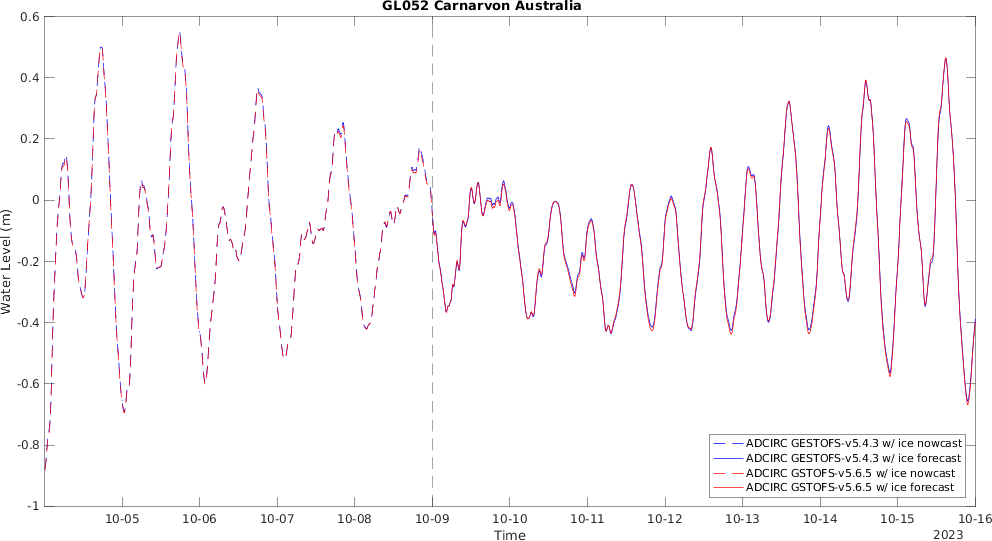 GL052 Carnarvon Australia
0.6
0.4
0.2
0
-0.2
-0.4
-0.6
-0.8
-1
Water Level (m)
ADCIRC GESTOFS-v5.4.3 w/ ice nowcast
ADCIRC GESTOFS-v5.4.3 w/ ice forecast
ADCIRC GSTOFS-v5.6.5 w/ ice nowcast
ADCIRC GSTOFS-v5.6.5 w/ ice forecast
10-05 10-06 10-07 10-08 10-09 10-10 10-11 10-12 10-13 10-14 10-15 10-16
Time
2023